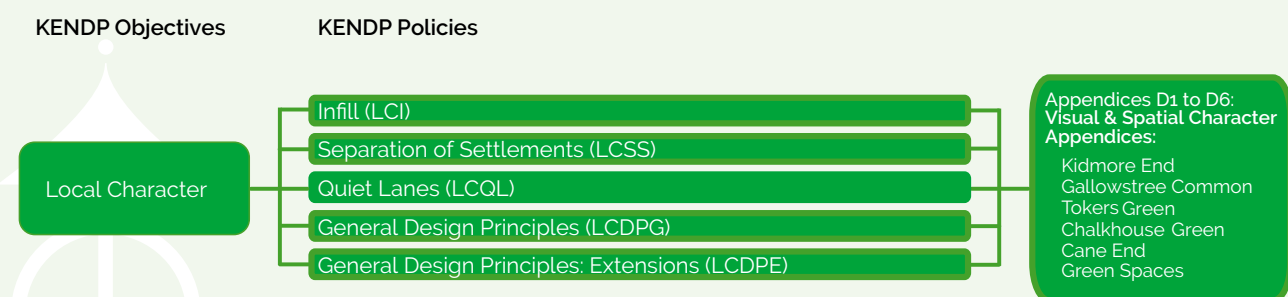 KENDP Objectives
KENDP Policies
Local Character
Infill (LCI)
Separation of Settlements (LCSS)
Quiet Lanes (LCQL)
General Design Principles (LCDPG)
General Design Principles: Extensions (LCDPE)
Appendices D1 to D6:
Visual & Spatial Character
Appendices:
Kidmore End
Gallowstree Common
Tokers Green
Chalkhouse Green
Cane End
Green Spaces